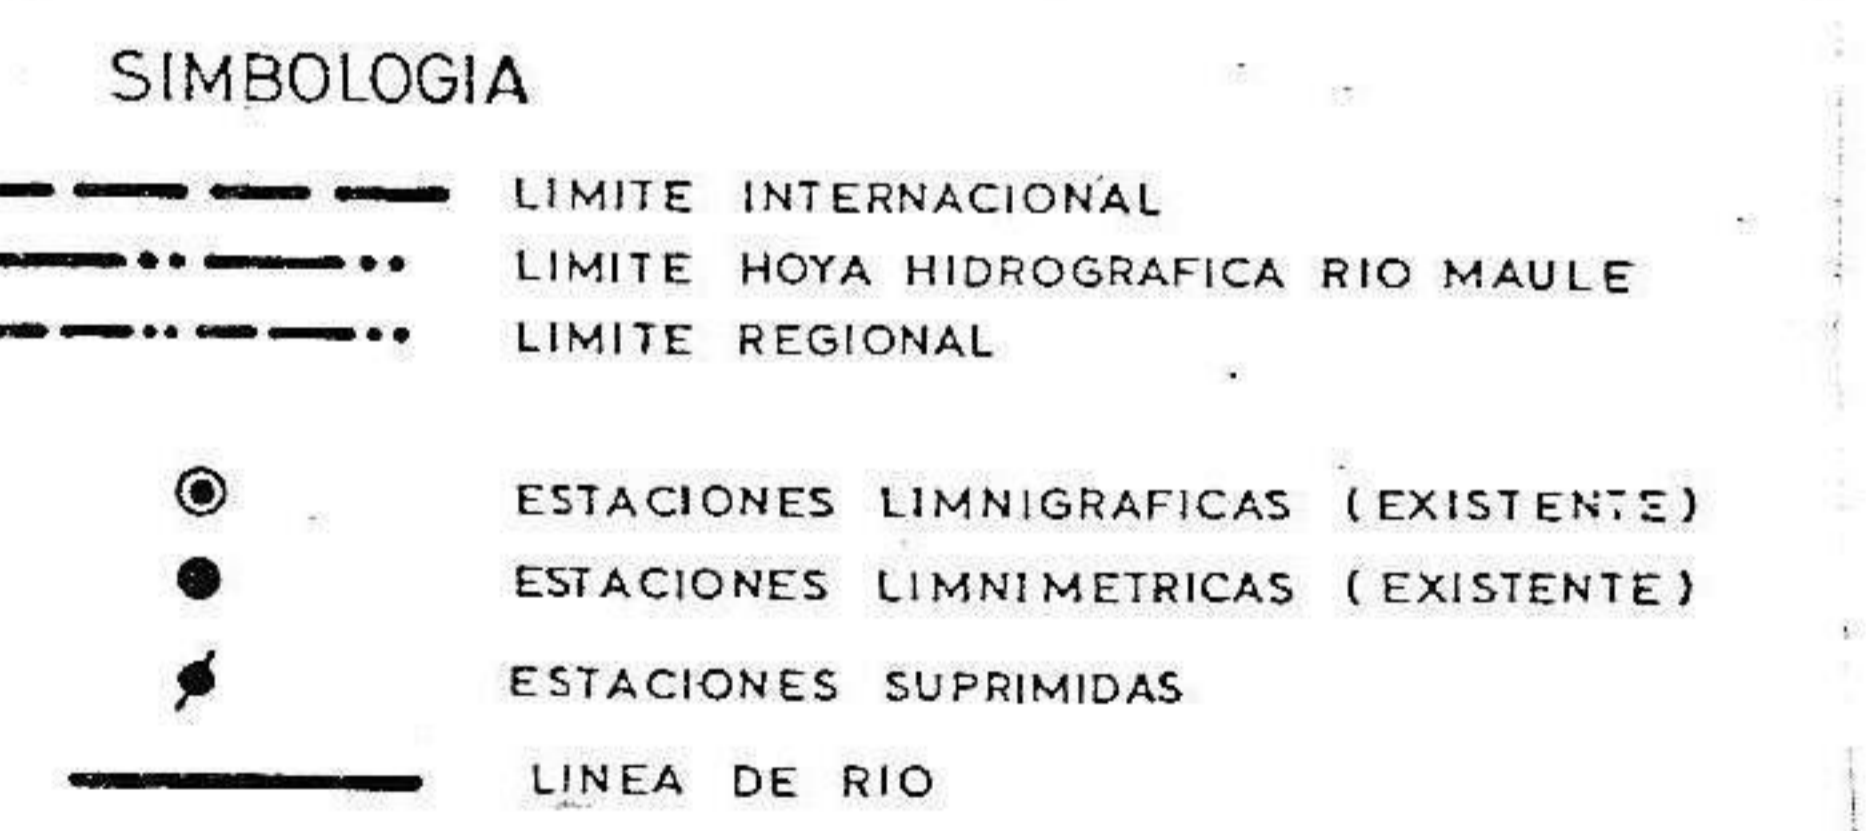 SIMBOLOGIA
LIMITE INTERNACIONAL
LIMITE HOYA HIDROGRAFICA RIO MAULE
LIMITE REGIONAL
ESTACIONES LIMNIGRAFICAS (EXISTENTE)
ESTACIONES LIMNIMETRICAS (EXISTENTE)
ESTACIONES SUPRIMIDAS
LINEA DE RIO